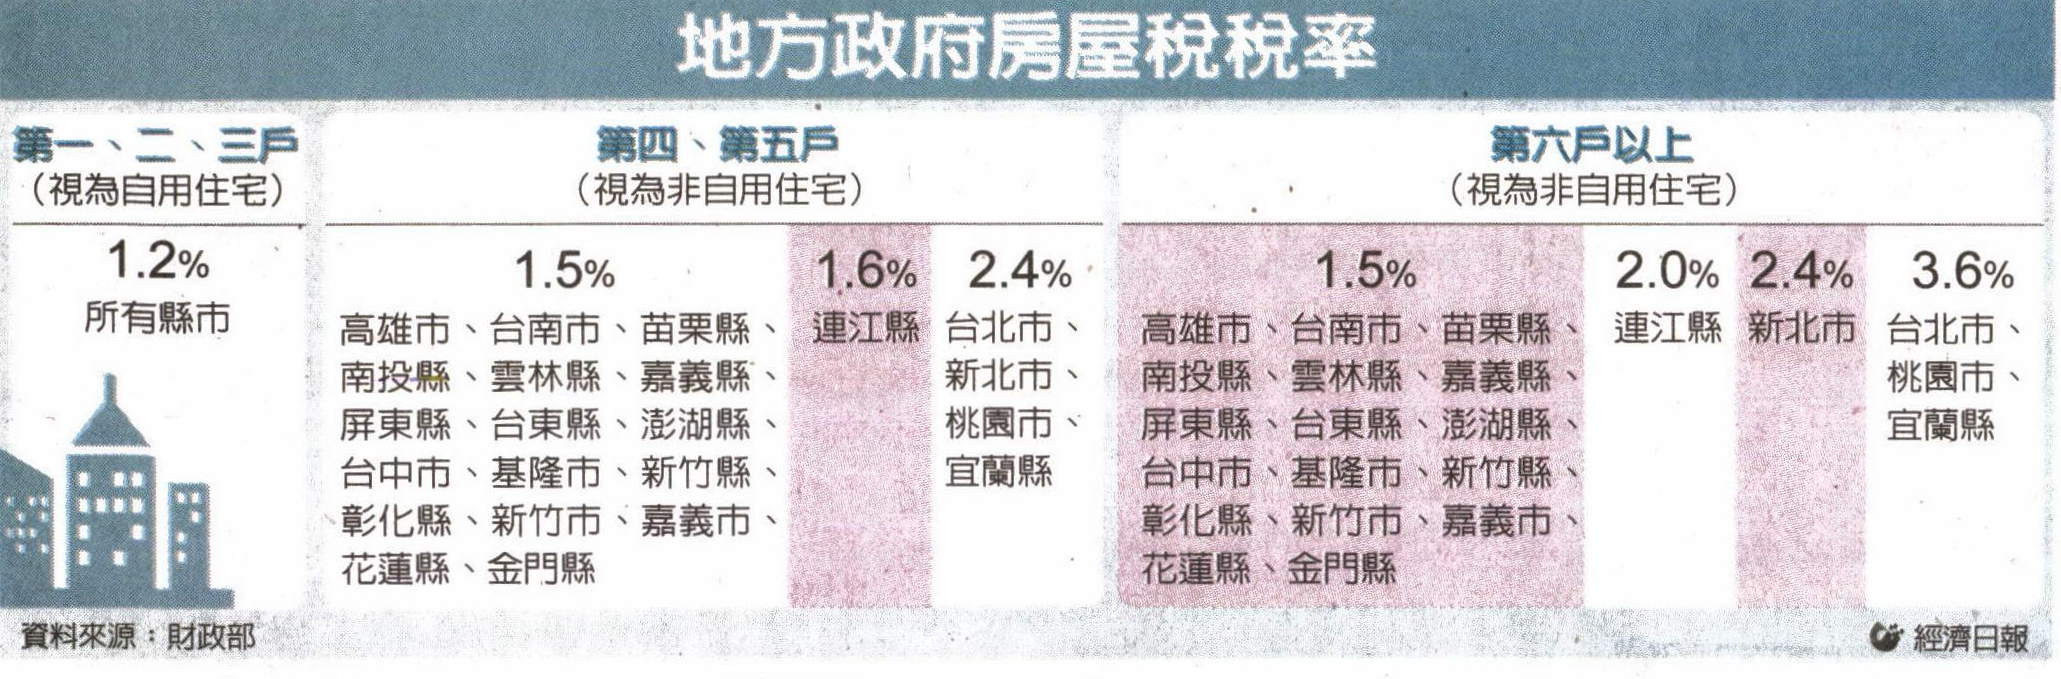 地方政府房屋稅稅率
第一、二、三戶
（視為自用住宅）
1.2%
所有縣市
第四、第五戶
（視為非自用住宅）
1.5%
高雄市、台南市、苗栗縣、
南投縣、雲林縣、嘉義縣、
屏東縣、台東縣、澎湖縣、
台中市、基隆市、新竹縣、
彰化縣、新竹市、嘉義市、
花蓮縣、金門縣
1.6%
連江縣
2.4%
台北市、
新北市、
桃園市、
宜蘭縣
第六戶以上
（視為非自用住宅）
1.5%
高雄市、台南市、苗栗縣、
南投縣、雲林縣、嘉義縣、
屏東縣、台東縣、澎湖縣、
台中市、基隆市、新竹縣、
彰化縣、新竹市、嘉義市、
花蓮縣、金門縣
2.0%
連江縣
2.4%
新北市
3.6%
台北市、
桃園市、
宜蘭縣
資料來源：財政部
經濟日報